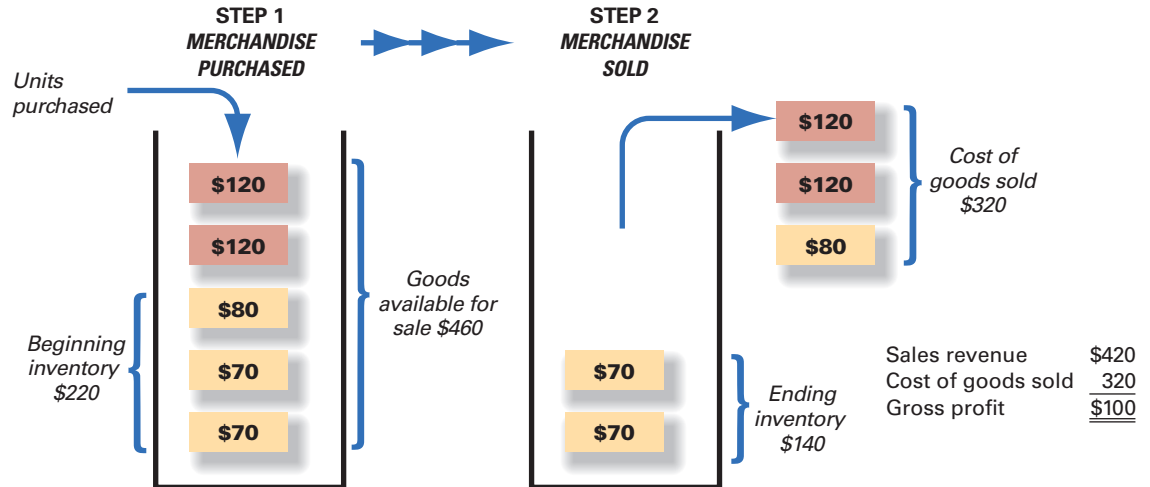 STEP 1
MERCHANDISE
PURCHASED
STEP 2
MERCHANDISE
SOLD
Units
purchased
$120
$120
$80
$70
$70
Beginning
inventory
$220
Goods
available for
sale $460
$70
$70
Ending
inventory
$140
$120
$120
$80
Cost of
goods sold
$320
Sales revenue $420
Cost of goods sold 320
Gross profit $100